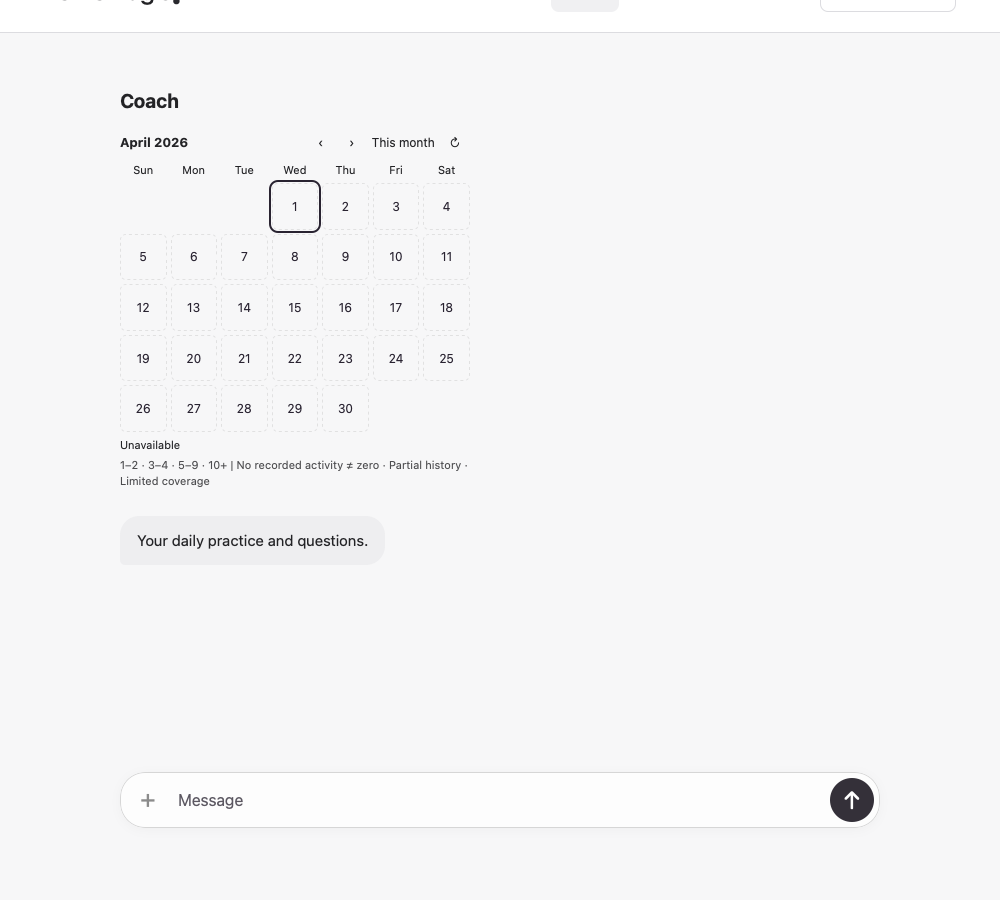 Coach
April 2026 ‹ › This month ↻
Sun Mon Tue Wed Thu Fri Sat
1 2 3 4
5 6 7 8 9 10 11
12 13 14 15 16 17 18
19 20 21 22 23 24 25
26 27 28 29 30
Unavailable
1–2 · 3–4 · 5–9 · 10+ | No recorded activity ≠ zero · Partial history ·
Limited coverage
Your daily practice and questions.
Message